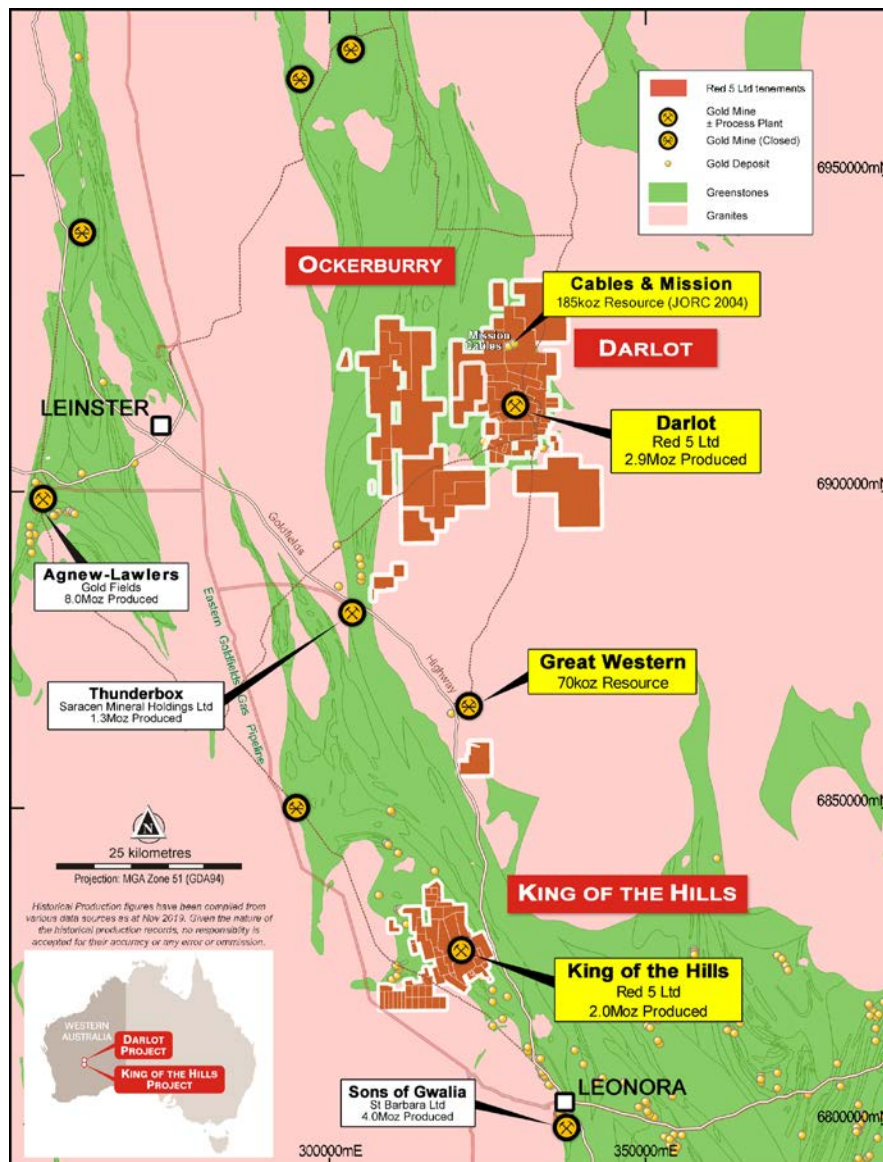 Red 5 Ltd tenements
Gold Mine
± Process Plant
Gold Mine (Closed)
Gold Deposit
Greenstones
Granites
6950000mN
OCKERBURRY
Cables & Mission
185koz Resource (JORC 2004)
Mission
Cables
DARLOT
LEINSTER
Darlot
Red 5 Ltd
2.9Moz Produced
6900000mN
Goldfields
Agnew-Lawlers
Gold Fields
8.0Moz Produced
Eastern Goldfields Gas Pipeline
Highway
Great Western
70koz Resource
Thunderbox
Saracen Mineral Holdings Ltd
1.3Moz Produced
6850000mN
N
25 kilometres
Projection: MGA Zone 51 (GDA94)
KING OF THE HILLS
Historical Production figures have been compiled from
various data sources as at Nov 2019. Given the nature of
the historical production records, no responsiblity is
accepted for their accuracy or any error or ommission.
King of the Hills
Red 5 Ltd
2.0Moz Produced
WESTERN
AUSTRALIA
DARLOT
PROJECT
KING OF THE HILLS
PROJECT
Sons of Gwalia
St Barbara Ltd
4.0Moz Produced
LEONORA
6800000mN
300000mE
350000mE